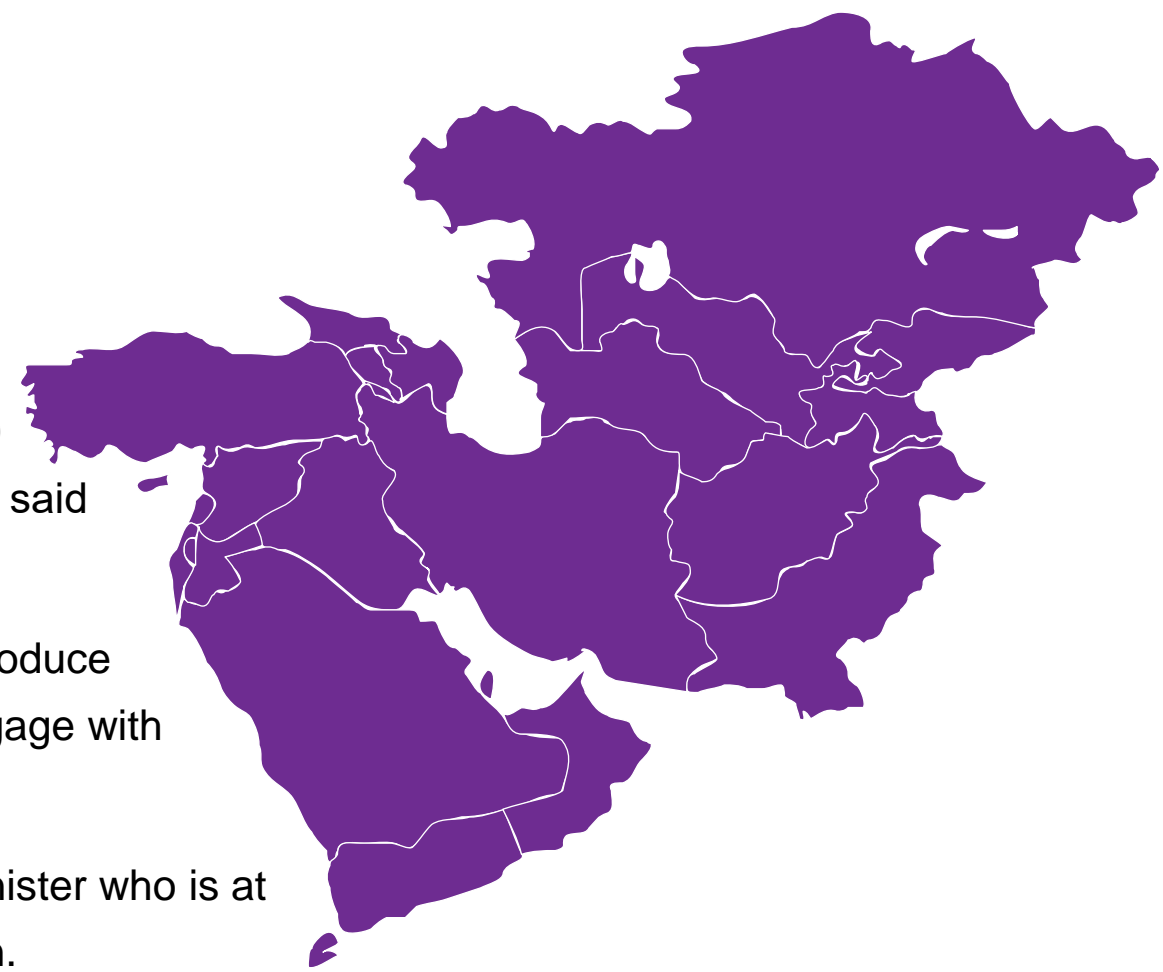 said
oduce
gage with
nister who is at
n.